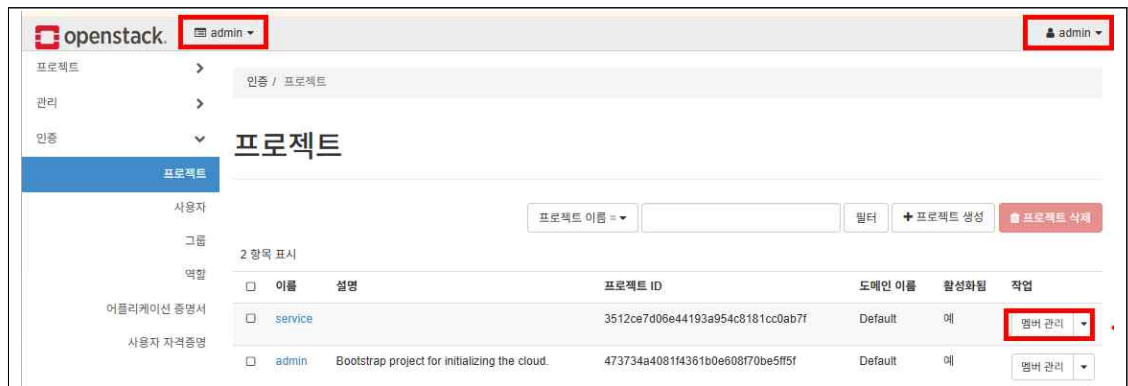 openstack. admin admin
프로젝트
관리
인증
프로젝트
사용자
그룹
역할
어플리케이션 증명서
사용자 자격증명
인증 / 프로젝트
프로젝트
프로젝트 이름 = 필터 +프로젝트 생성 프로젝트 삭제
2 항목 표시
이름 설명 프로젝트 ID 도메인 이름 활성화됨 작업
service 3512ce7d06e44193a954c8181cc0ab7f Default 예 멤버 관리
admin Bootstrap project for initializing the cloud. 473734a4081f4361b0e608f70be5ff5f Default 예 멤버 관리